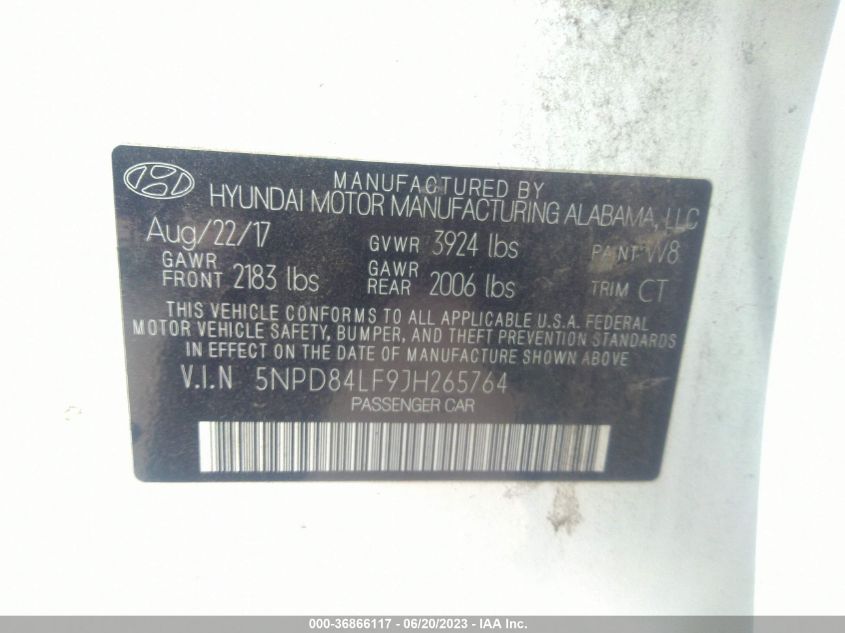 MANUFACTURED BY
HYUNDAI MOTOR MANUFACTURING ALABAMA, LLC
Aug/22/17 GVWR 3924 lbs PAINT W8
GAWR FRONT 2183 lbs GAWR REAR 2006 lbs TRIM CT
THIS VEHICLE CONFORMS TO ALL APPLICABLE U.S.A. FEDERAL
MOTOR VEHICLE SAFETY, BUMPER, AND THEFT PREVENTION STANDARDS
IN EFFECT ON THE DATE OF MANUFACTURE SHOWN ABOVE
V.I.N 5NPD84LF9JH265764
PASSENGER CAR
000-36866117 - 06/20/2023 - IAA Inc.